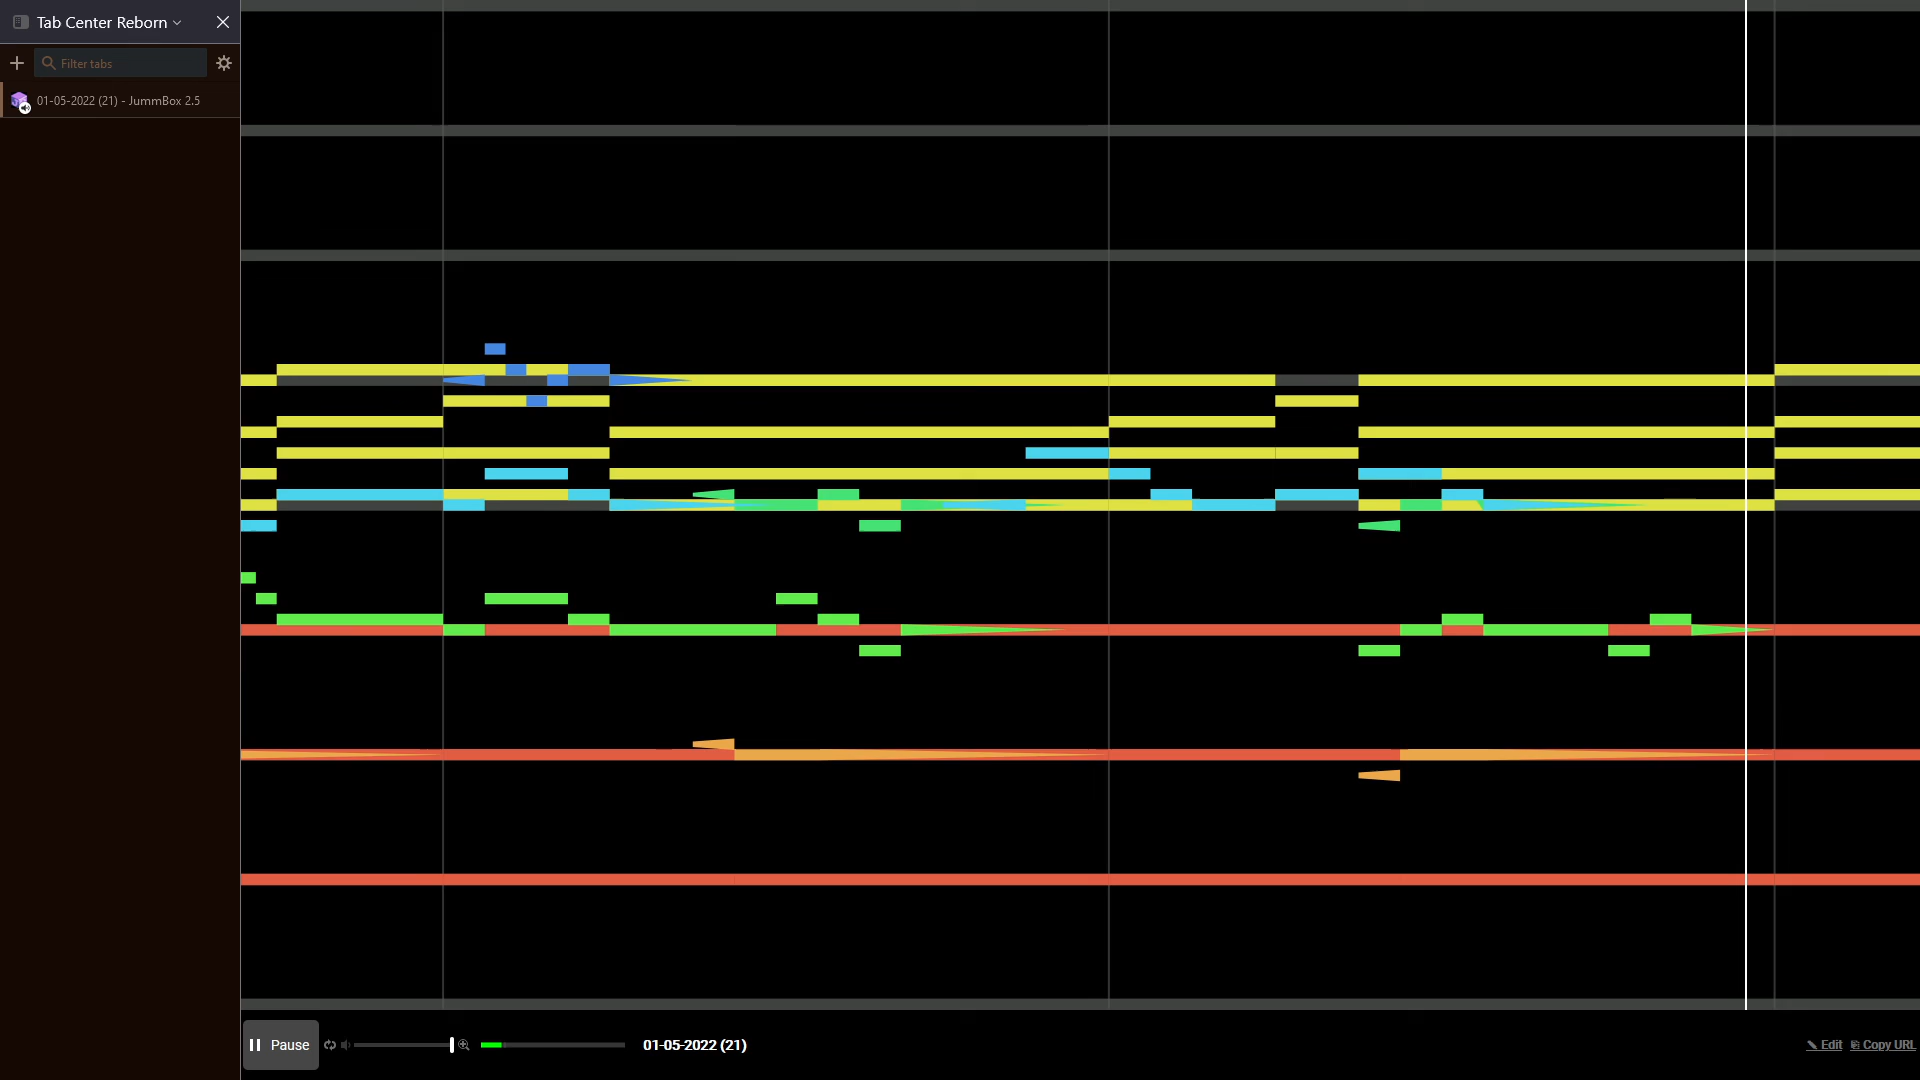 Tab Center Reborn
Filter tabs
01-05-2022 (21) - JummBox 2.5
Pause
01-05-2022 (21)
Edit
Copy URL